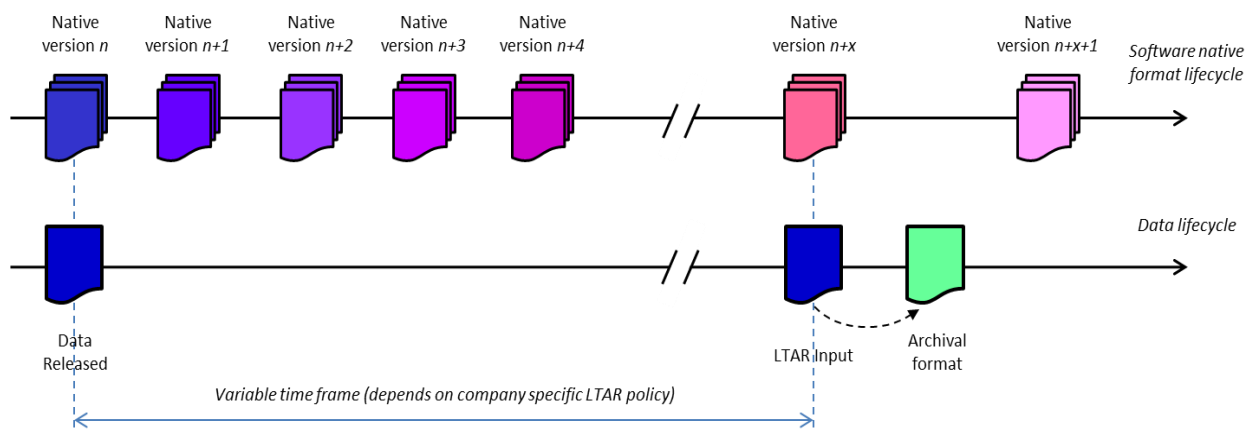 Native
version n
Native
version n+1
Native
version n+2
Native
version n+3
Native
version n+4
Native
version n+x
Native
version n+x+1
Software native
format lifecycle
Data lifecycle
Data
Released
LTAR Input
Archival
format
Variable time frame (depends on company specific LTAR policy)